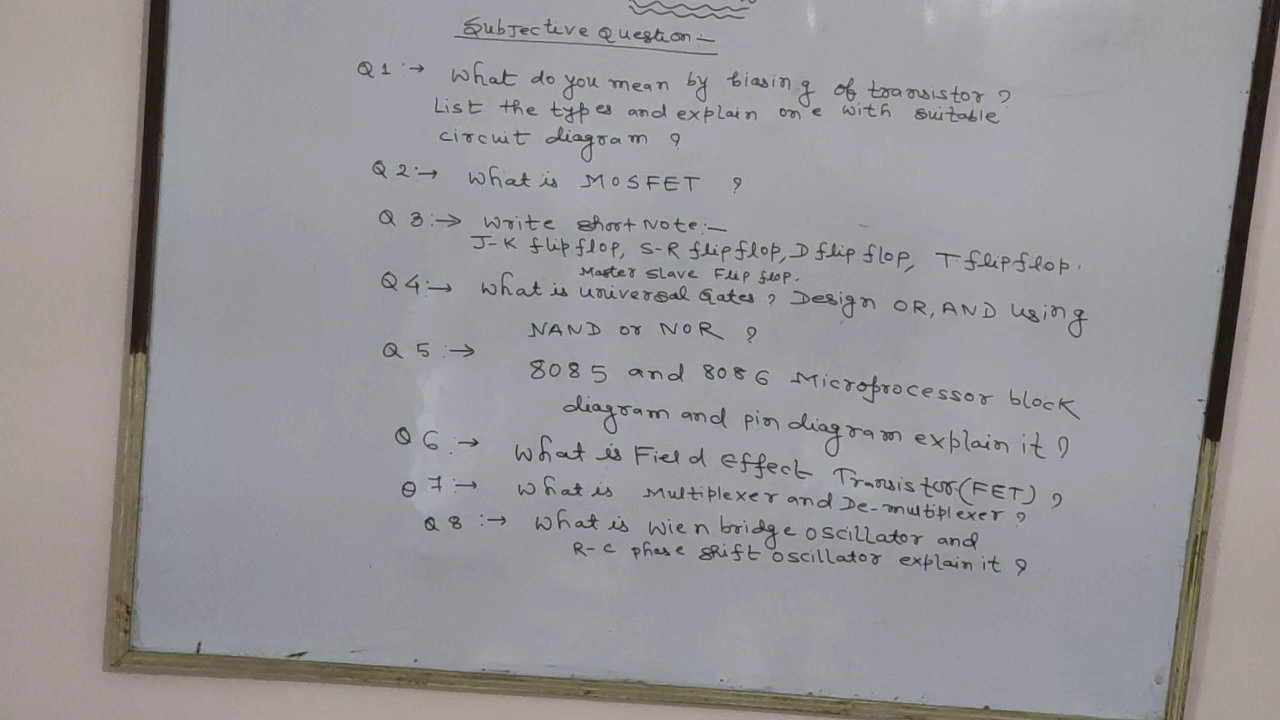 Subjective Question:-
Q1:→ What do you mean by biasing of transistor?
List the types and explain one with suitable
circuit diagram?
Q2:→ What is MOSFET ?
Q3:→ Write short Note:-
J-K flip flop, S-R flip flop, D flip flop, T flip flop.
Master slave Flip flop.
Q4:→ What is universal Gates? Design OR, AND using
NAND or NOR ?
Q5:→ 8085 and 8086 Microprocessor block
diagram and pin diagram explain it?
Q6:→ What is Field effect Transistor(FET)?
Q7:→ What is Multiplexer and De-multiplexer?
Q8:→ What is Wien bridge oscillator and
R-C phase shift oscillator explain it?